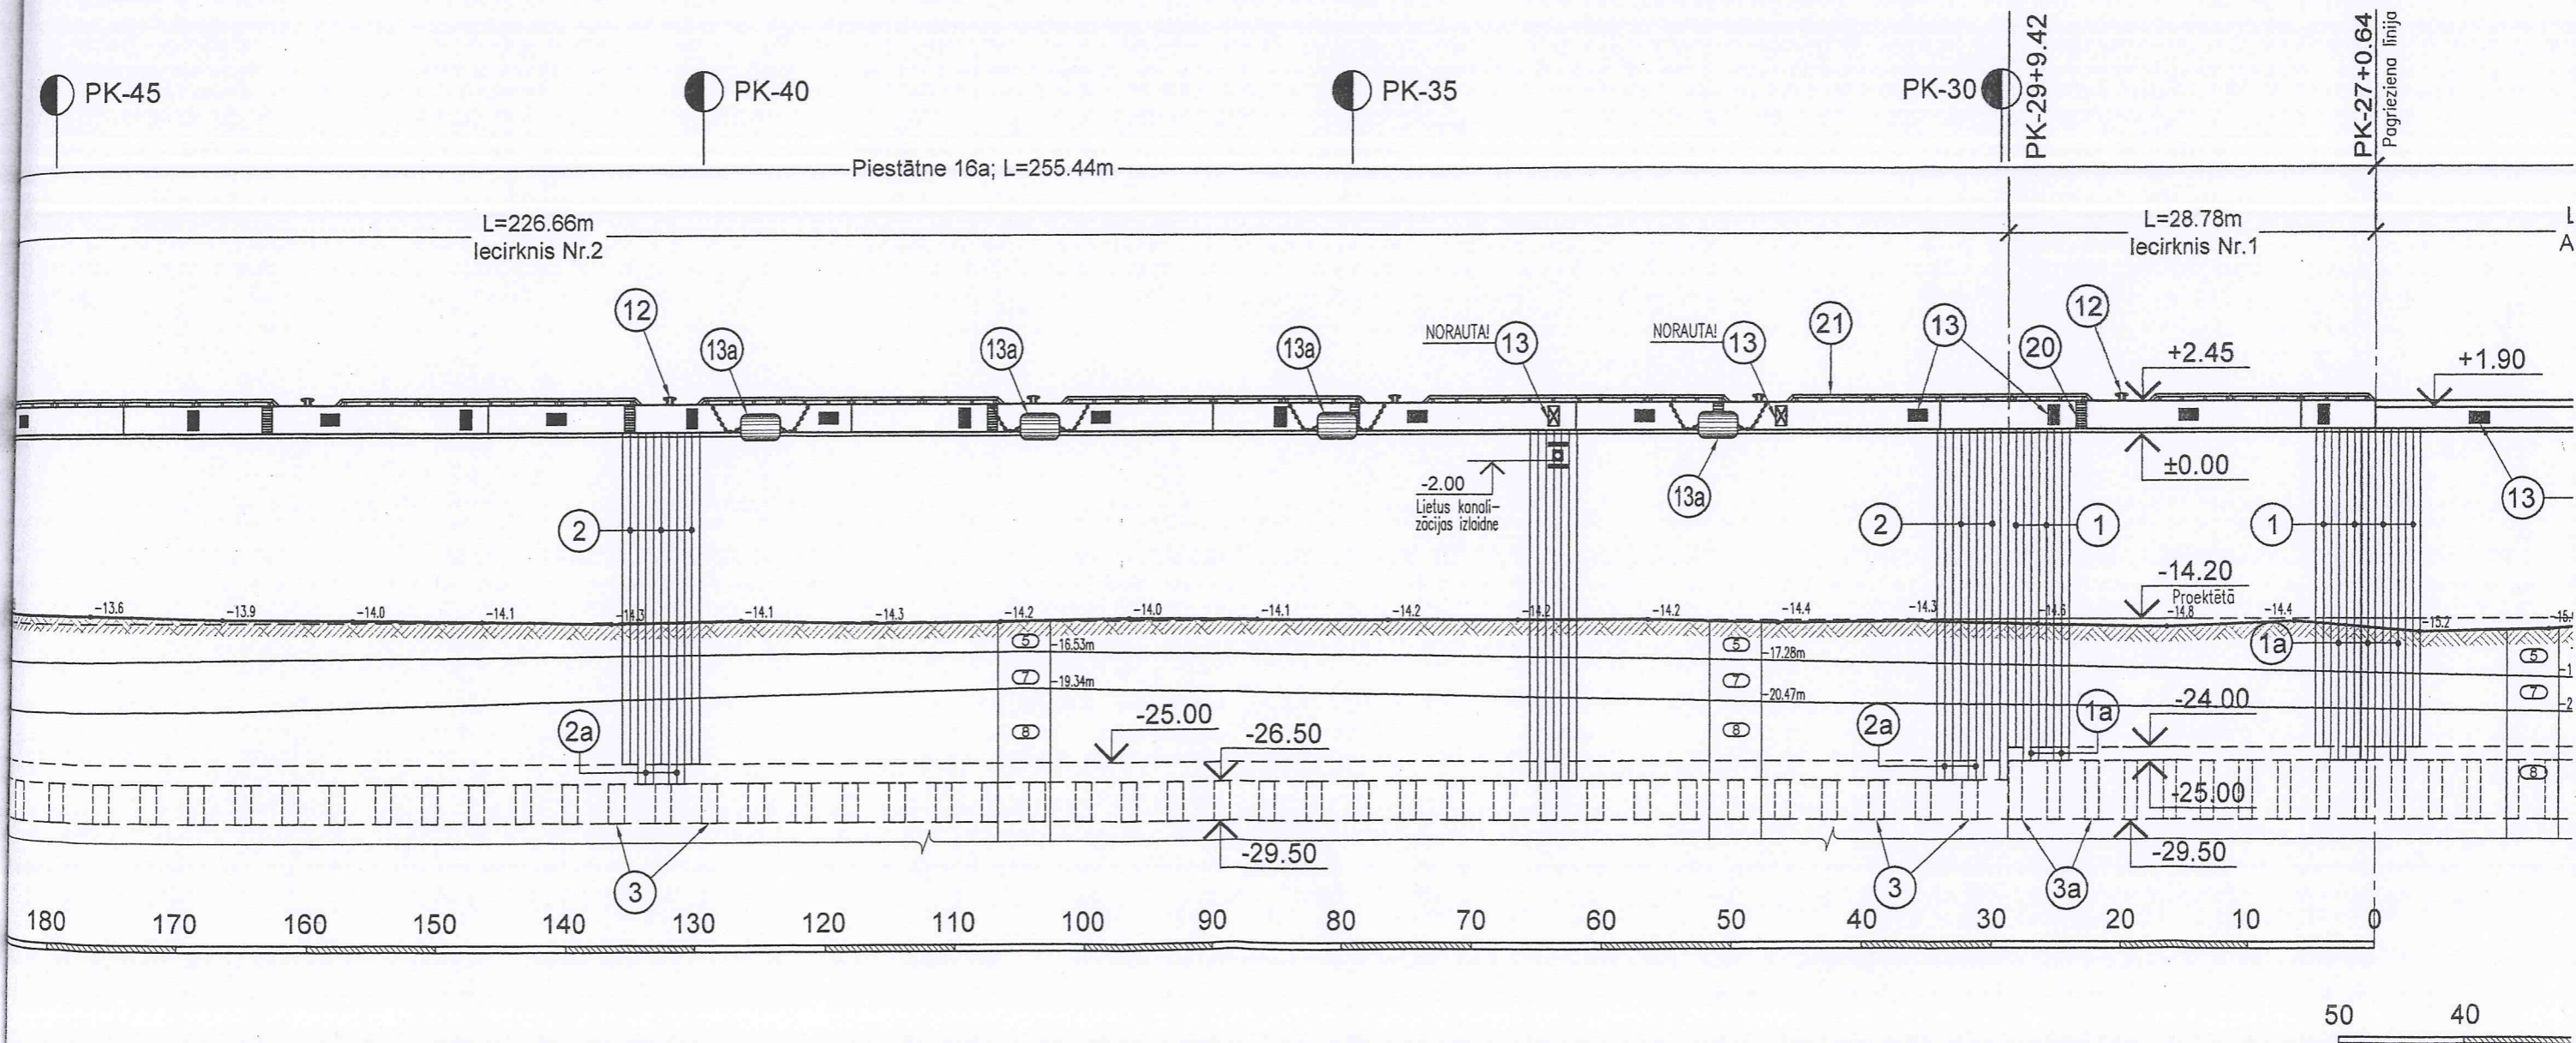 PK-45
PK-40
PK-35
PK-30
PK-29+9.42
PK-27+0.64
Pagrieziena līnija
Piestātne 16a; L=255.44m
L=226.66m
Iecirknis Nr.2
L=28.78m
Iecirknis Nr.1
L
A
12
13a
13a
13a
NORAUTA!
13
NORAUTA!
13
21
13
20
12
+2.45
+1.90
±0.00
-2.00
Lietus kanali-
zācijas izlaidne
13a
13
2
2
1
1
-14.20
Proektētā
-13.6
-13.9
-14.0
-14.1
-14.3
-14.1
-14.3
-14.2
-14.0
-14.1
-14.2
-14.2
-14.2
-14.4
-14.3
-14.6
-14.8
-14.4
-15.2
5
-16.53m
7
-19.34m
8
5
-17.28m
7
-20.47m
8
1a
5
7
8
2a
-25.00
-26.50
2a
1a
-24.00
-25.00
-29.50
-29.50
3
3
3a
180 170 160 150 140 130 120 110 100 90 80 70 60 50 40 30 20 10 0
50 40